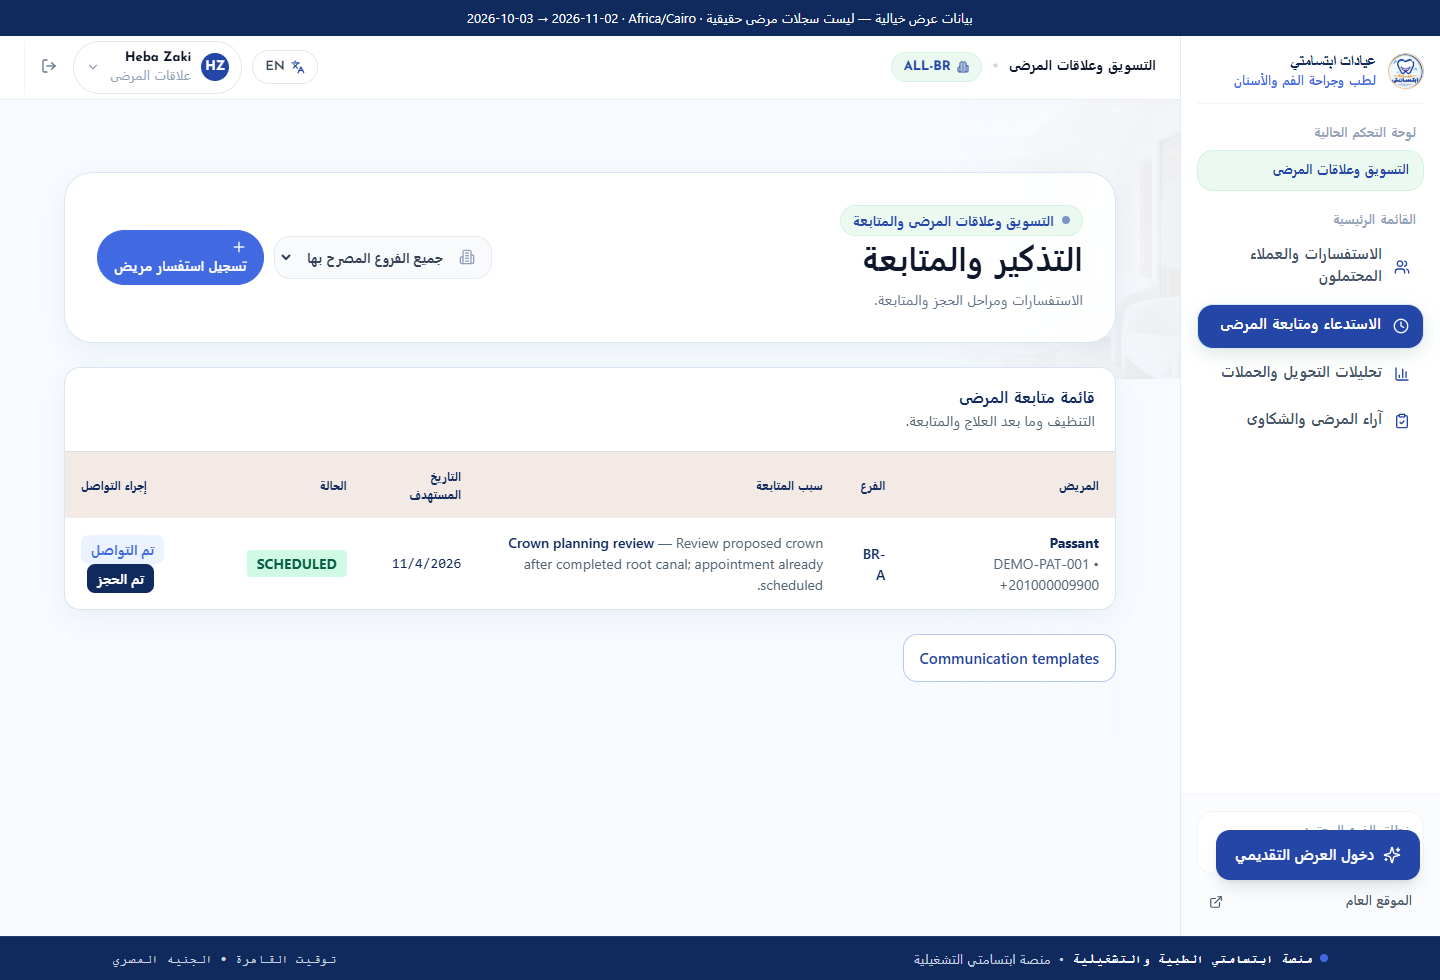 بيانات عرض خيالية — ليست سجلات مرضى حقيقية · 2026-10-03 → 2026-11-02 · Africa/Cairo
عيادات ابتسامتي
لطب وجراحة الفم والأسنان
التسويق وعلاقات المرضى • ALL-BR
EN
Heba Zaki
علاقات المرضى
HZ
لوحة التحكم الحالية
التسويق وعلاقات المرضى
القائمة الرئيسية
الاستفسارات والعملاء
المحتملون
الاستدعاء ومتابعة المرضى
تحليلات التحويل والحملات
آراء المرضى والشكاوى
التسويق وعلاقات المرضى والمتابعة
التذكير والمتابعة
الاستفسارات ومراحل الحجز والمتابعة.
جميع الفروع المصرح بها
تسجيل استفسار مريض
قائمة متابعة المرضى
التنظيف وما بعد العلاج والمتابعة.
المريض
الفرع
سبب المتابعة
التاريخ
المستهدف
الحالة
إجراء التواصل
Passant
DEMO-PAT-001 •
+201000009900
BR-
A
Crown planning review — Review proposed crown
after completed root canal; appointment already
scheduled.
11/4/2026
SCHEDULED
تم التواصل
تم الحجز
Communication templates
دخول العرض التقديمي
الموقع العام
منصة ابتسامتي الطبية والتشغيلية • منصة ابتسامتي التشغيلية
توقيت القاهرة • الجنيه المصري